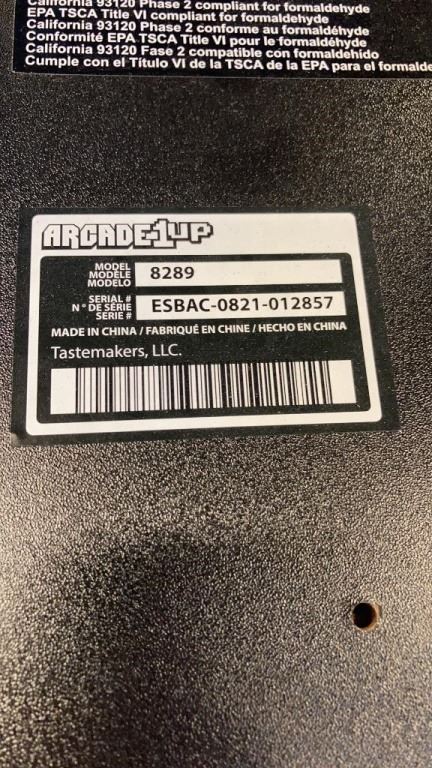 California 93120 Phase 2 compliant for formaldehyde
EPA TSCA Title VI compliant for formaldehyde
California 93120 Phase 2 conforme au formaldéhyde
Conformité EPA TSCA Title VI pour le formaldéhyde
California 93120 Fase 2 compatible con formaldehído
Cumple con el Título VI de la TSCA de la EPA para el formalde
ARCADE1UP
MODEL
MODÈLE
MODELO
8289
SERIAL #
N° DE SÉRIE
SERIE #
ESBAC-0821-012857
MADE IN CHINA / FABRIQUÉ EN CHINE / HECHO EN CHINA
Tastemakers, LLC.